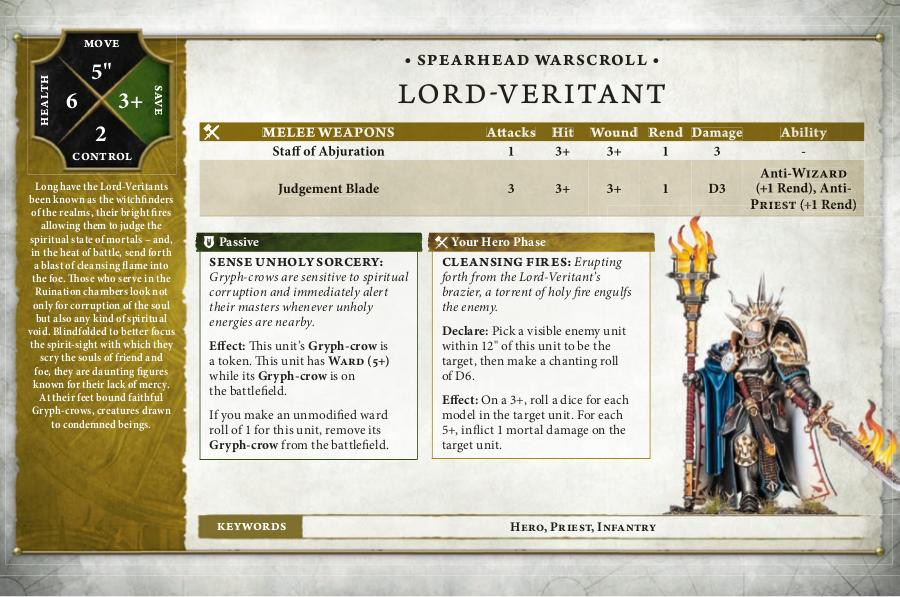 MOVE
5"
HEALTH
6
3+
SAVE
2
CONTROL
Long have the Lord-Veritants
been known as the witchfinders
of the realms, their bright fires
allowing them to judge the
spiritual state of mortals – and,
in the heat of battle, send forth
a blast of cleansing flame into
the foe. Those who serve in the
Ruination chambers look not
only for corruption of the soul
but also any kind of spiritual
void. Blindfolded to better focus
the spirit-sight with which they
scry the souls of friend and
foe, they are daunting figures
known for their lack of mercy.
At their feet bound faithful
Gryph-crows, creatures drawn
to condemned beings.
• SPEARHEAD WARSCROLL •
LORD-VERITANT
MELEE WEAPONS Attacks Hit Wound Rend Damage Ability
Staff of Abjuration 1 3+ 3+ 1 3 -
Judgement Blade 3 3+ 3+ 1 D3 Anti-WIZARD
(+1 Rend), Anti-
PRIEST (+1 Rend)
Passive
SENSE UNHOLY SORCERY:
Gryph-crows are sensitive to spiritual
corruption and immediately alert
their masters whenever unholy
energies are nearby.
Effect: This unit's Gryph-crow is
a token. This unit has WARD (5+)
while its Gryph-crow is on
the battlefield.
If you make an unmodified ward
roll of 1 for this unit, remove its
Gryph-crow from the battlefield.
Your Hero Phase
CLEANSING FIRES: Erupting
forth from the Lord-Veritant's
brazier, a torrent of holy fire engulfs
the enemy.
Declare: Pick a visible enemy unit
within 12" of this unit to be the
target, then make a chanting roll
of D6.
Effect: On a 3+, roll a dice for each
model in the target unit. For each
5+, inflict 1 mortal damage on the
target unit.
KEYWORDS
HERO, PRIEST, INFANTRY